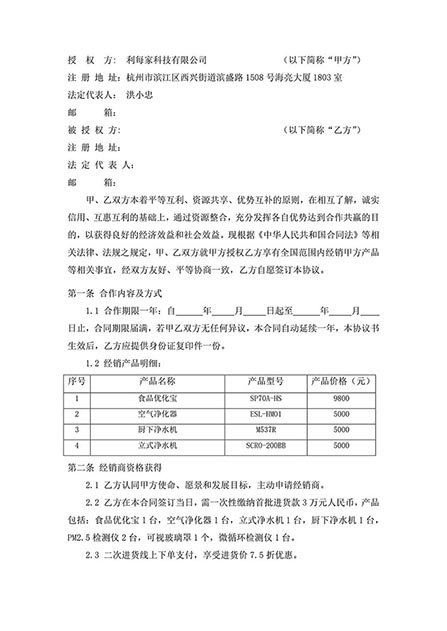 授 权 方: 利每家科技有限公司 （以下简称“甲方”）
注 册 地 址：杭州市滨江区西兴街道滨盛路 1508 号海亮大厦 1803 室
法定代表人： 洪小忠
邮 箱：
被 授 权 方: （以下简称“乙方”）
注 册 地 址:
法 定 代 表 人：
邮 箱：
甲、乙双方本着平等互利、资源共享、优势互补的原则，在相互了解，诚实
信用、互惠互利的基础上，通过资源整合，充分发挥各自优势达到合作共赢的目
的，以获得良好的经济效益和社会效益。现根据《中华人民共和国合同法》等相
关法律、法规之规定，甲、乙双方就甲方授权乙方享有全国范围内经销甲方产品
等相关事宜，经双方友好、平等协商一致，乙方自愿签订本协议。
第一条 合作内容及方式
1.1 合作期限一年：自____年____月____日起至____年____月____
日止，合同期限届满，若甲乙双方无任何异议，本合同自动延续一年，本协议书
生效后，乙方应提供身份证复印件一份。
1.2 经销产品明细：
序号 产品名称 产品型号 产品价格（元）
1 食品优化宝 SP70A-HS 9800
2 空气净化器 ESL-HM01 5000
3 厨下净水机 M537R 5000
4 立式净水机 SCRO-200BB 5000
第二条 经销商资格获得
2.1 乙方认同甲方使命、愿景和发展目标，主动申请经销商。
2.2 乙方在本合同签订当日，需一次性缴纳首批进货款 3 万元人民币，产品
包括：食品优化宝 1 台，空气净化器 1 台，立式净水机 1 台，厨下净水机 1 台，
PM2.5 检测仪 2 台，可视玻璃罩 1 个，微循环检测仪 1 台。
2.3 二次进货线上下单支付，享受进货价 7.5 折优惠。